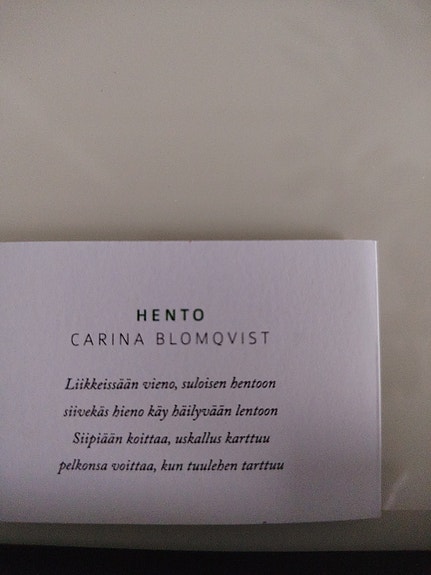 HENTO
CARINA BLOMQVIST
Liikkeissään vieno, suloisen hentoon
siivekäs hieno käy häilyvään lentoon
Siipiään koittaa, uskallus karttuu
pelkonsa voittaa, kun tuulehen tarttuu